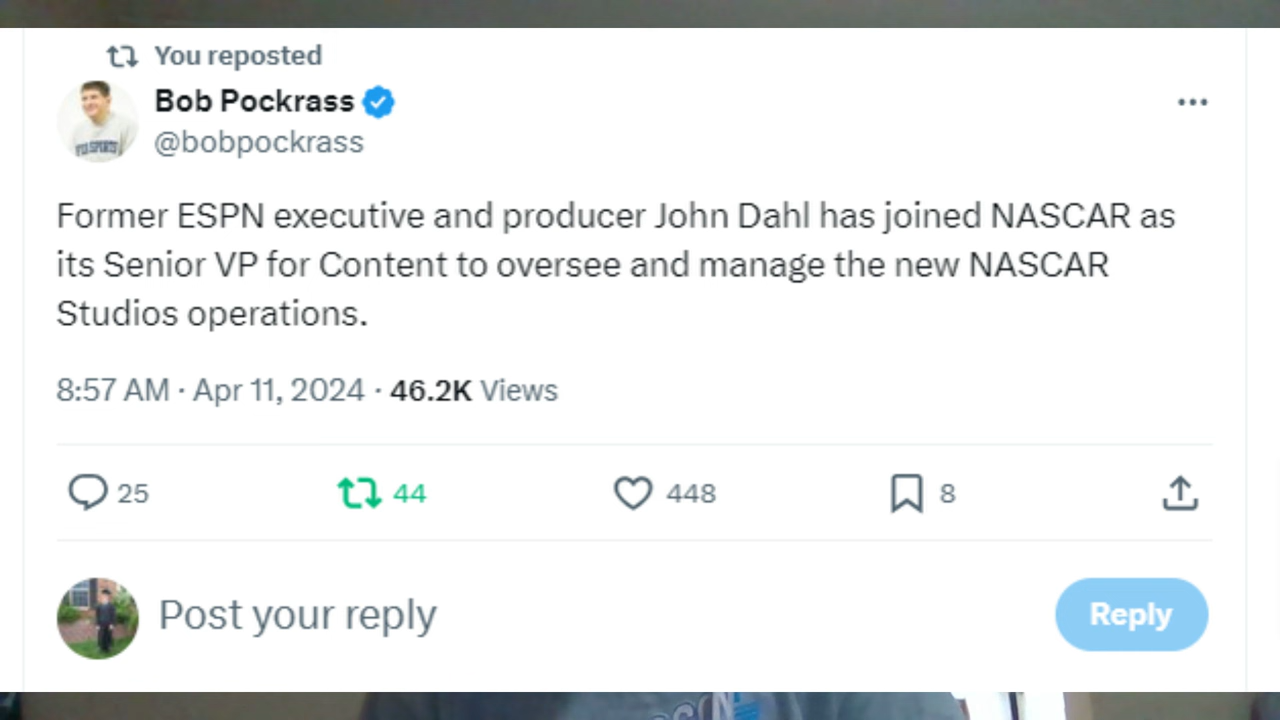 You reposted
Bob Pockrass
@bobpockrass
Former ESPN executive and producer John Dahl has joined NASCAR as
its Senior VP for Content to oversee and manage the new NASCAR
Studios operations.
8:57 AM · Apr 11, 2024 · 46.2K Views
25 44 448 8
Post your reply Reply